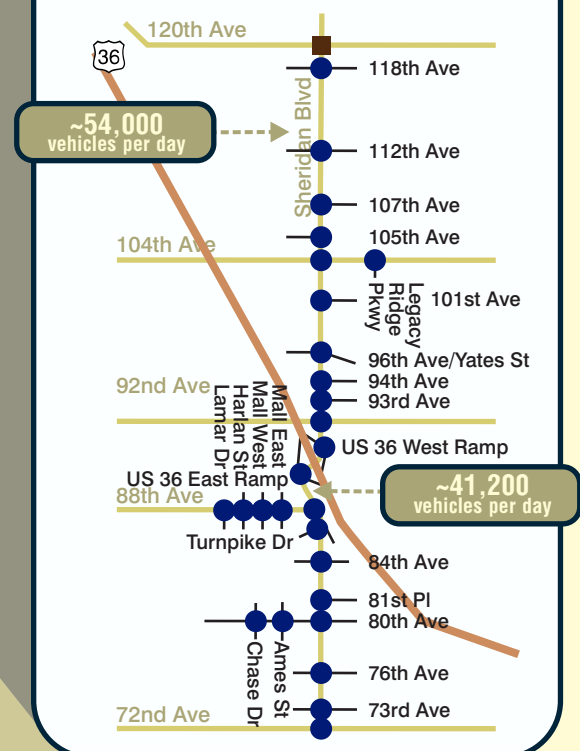 120th Ave
36
118th Ave
~54,000
vehicles per day
Sheridan Blvd
112th Ave
107th Ave
105th Ave
104th Ave
Legacy
Ridge
Pkwy
101st Ave
96th Ave/Yates St
94th Ave
92nd Ave
93rd Ave
Mall East
Mall West
Harlan St
Lamar Dr
US 36 West Ramp
US 36 East Ramp
~41,200
vehicles per day
88th Ave
Turnpike Dr
84th Ave
81st Pl
80th Ave
Ames St
Chase Dr
76th Ave
73rd Ave
72nd Ave